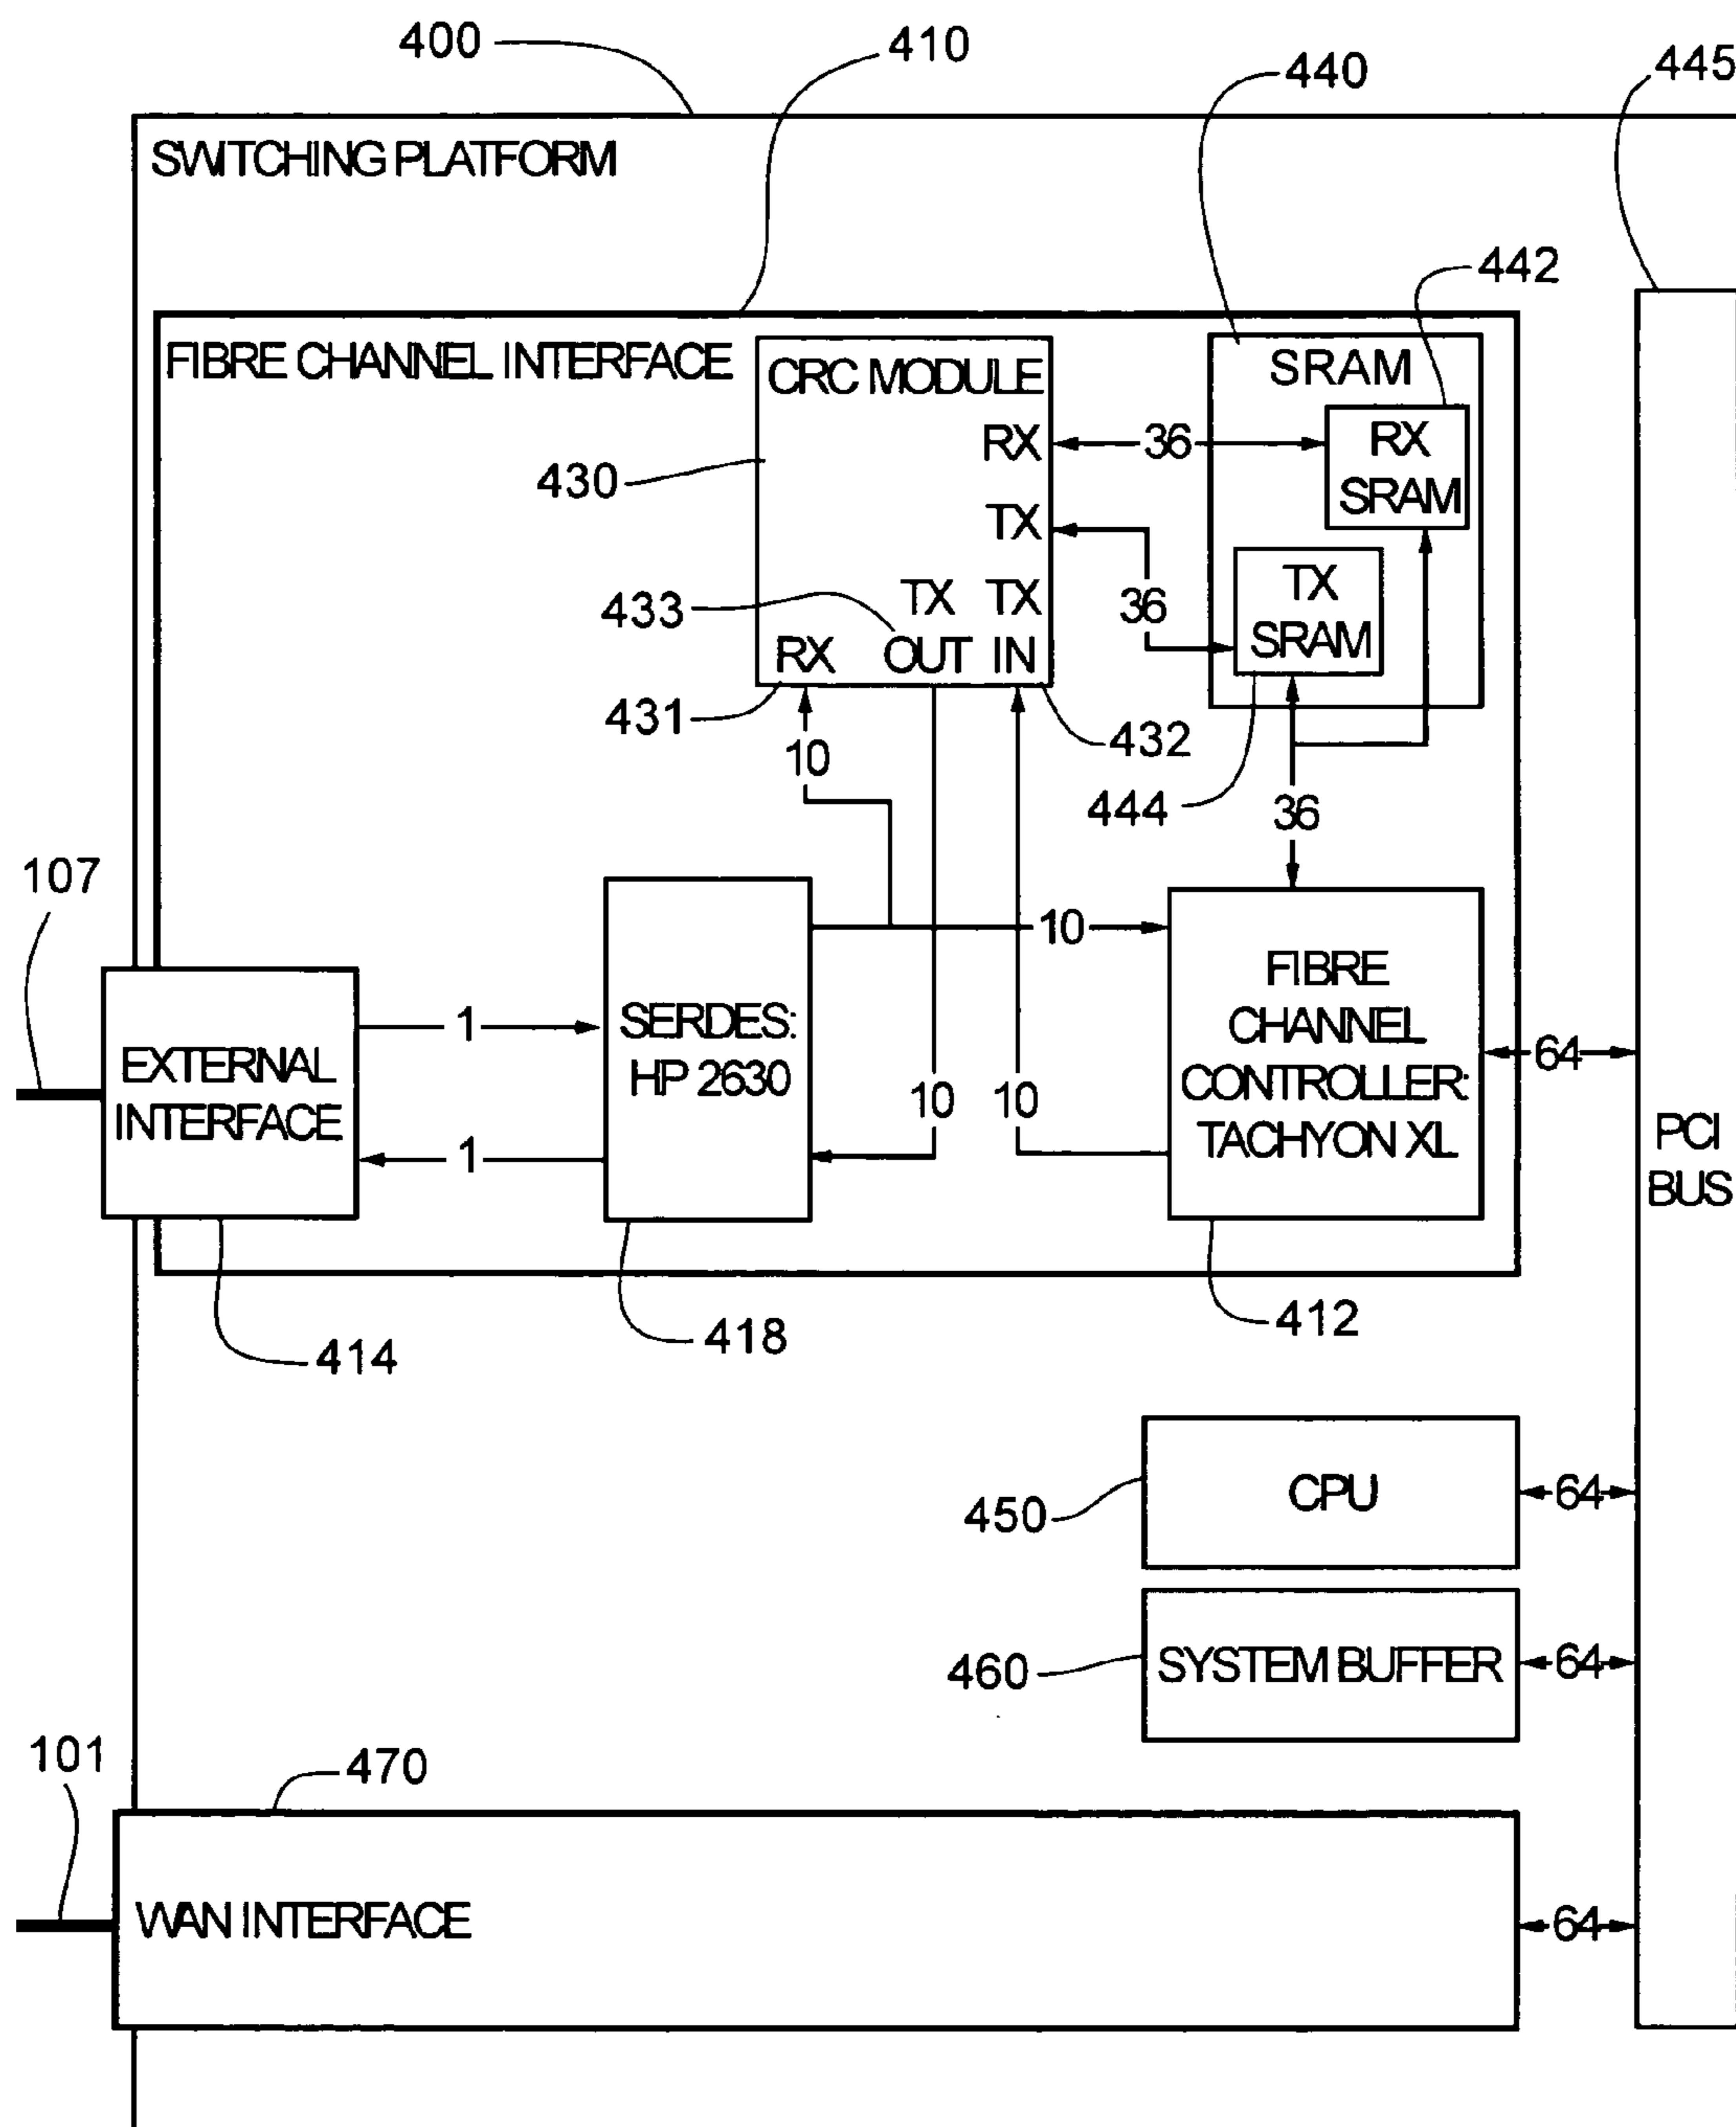 400
410
440
445
SWITCHING PLATFORM
442
FIBRE CHANNEL INTERFACE
CRC MODULE
SRAM
RX
36
RX
SRAM
430
TX
36
TX
SRAM
433
TX
OUT
TX
IN
RX
431
432
10
444
36
107
10
FIBRE
CHANNEL
CONTROLLER:
TACHYON XL
SERDES:
HP 2630
1
1
EXTERNAL
INTERFACE
10
10
64
PCI
BUS
414
418
412
CPU
64
450
SYSTEM BUFFER
64
460
101
470
WAN INTERFACE
64